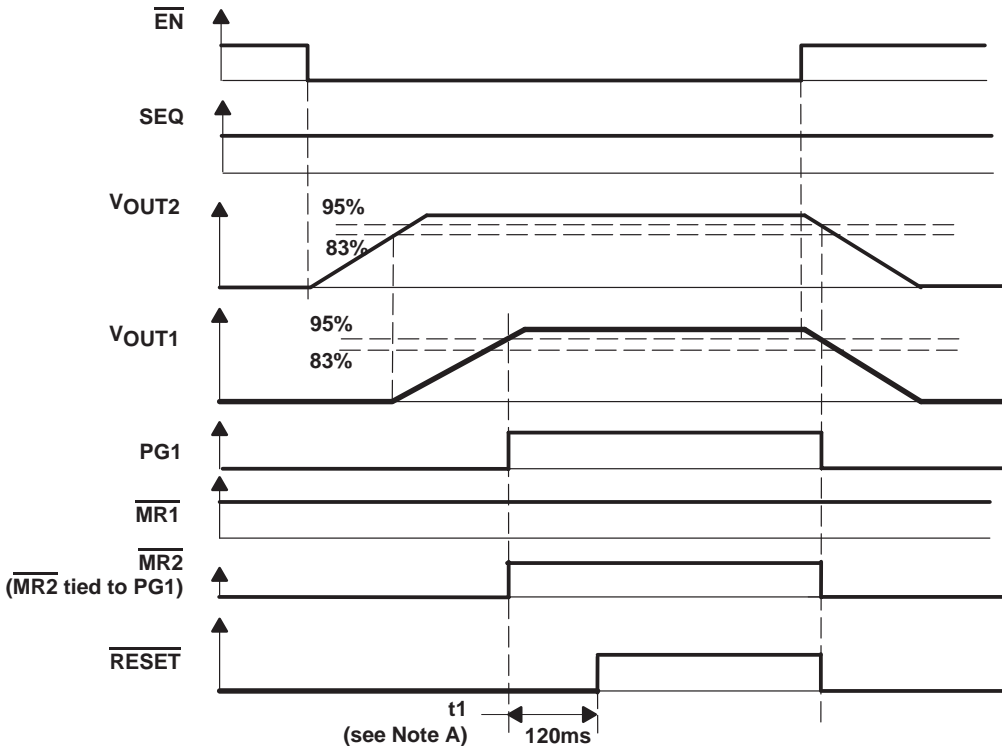 EN
SEQ
VOUT2
95%
83%
VOUT1
95%
83%
PG1
MR1
MR2
(MR2 tied to PG1)
RESET
t1
(see Note A)
120ms